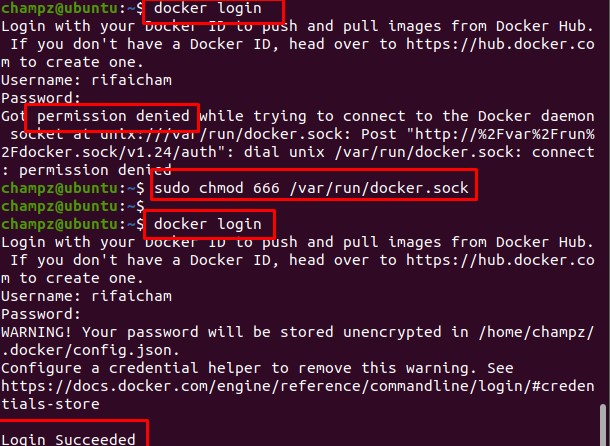 champz@ubuntu:~$ docker login
Login with your Docker ID to push and pull images from Docker Hub.
 If you don't have a Docker ID, head over to https://hub.docker.co
m to create one.
Username: rifaicham
Password:
Got permission denied while trying to connect to the Docker daemon
 socket at unix:///var/run/docker.sock: Post "http://%2Fvar%2Frun%
2Fdocker.sock/v1.24/auth": dial unix /var/run/docker.sock: connect
: permission denied
champz@ubuntu:~$ sudo chmod 666 /var/run/docker.sock
champz@ubuntu:~$
champz@ubuntu:~$ docker login
Login with your Docker ID to push and pull images from Docker Hub.
 If you don't have a Docker ID, head over to https://hub.docker.co
m to create one.
Username: rifaicham
Password:
WARNING! Your password will be stored unencrypted in /home/champz/
.docker/config.json.
Configure a credential helper to remove this warning. See
https://docs.docker.com/engine/reference/commandline/login/#creden
tials-store
Login Succeeded